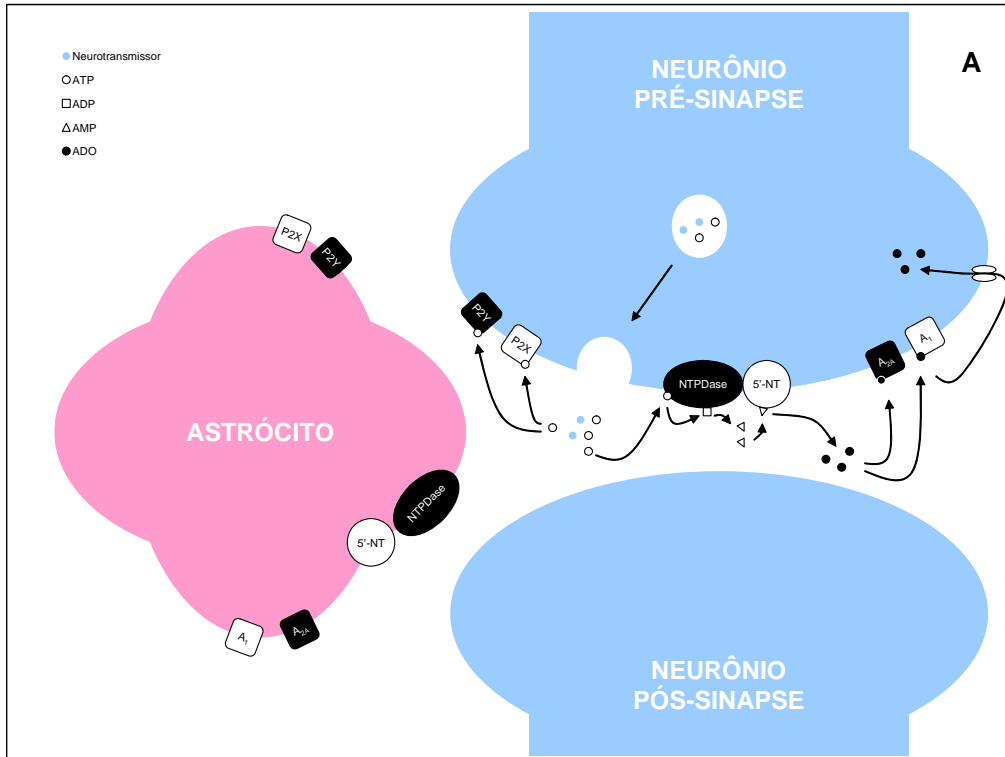 Neurotransmissor
ATP
ADP
AMP
ADO
A
NEURÔNIO
PRÉ-SINAPSE
P2X
P2Y
P2Y
P2X
NTPDase
5'-NT
A2A
A1
ASTRÓCITO
NTPDase
5'-NT
A1
A2A
NEURÔNIO
PÓS-SINAPSE